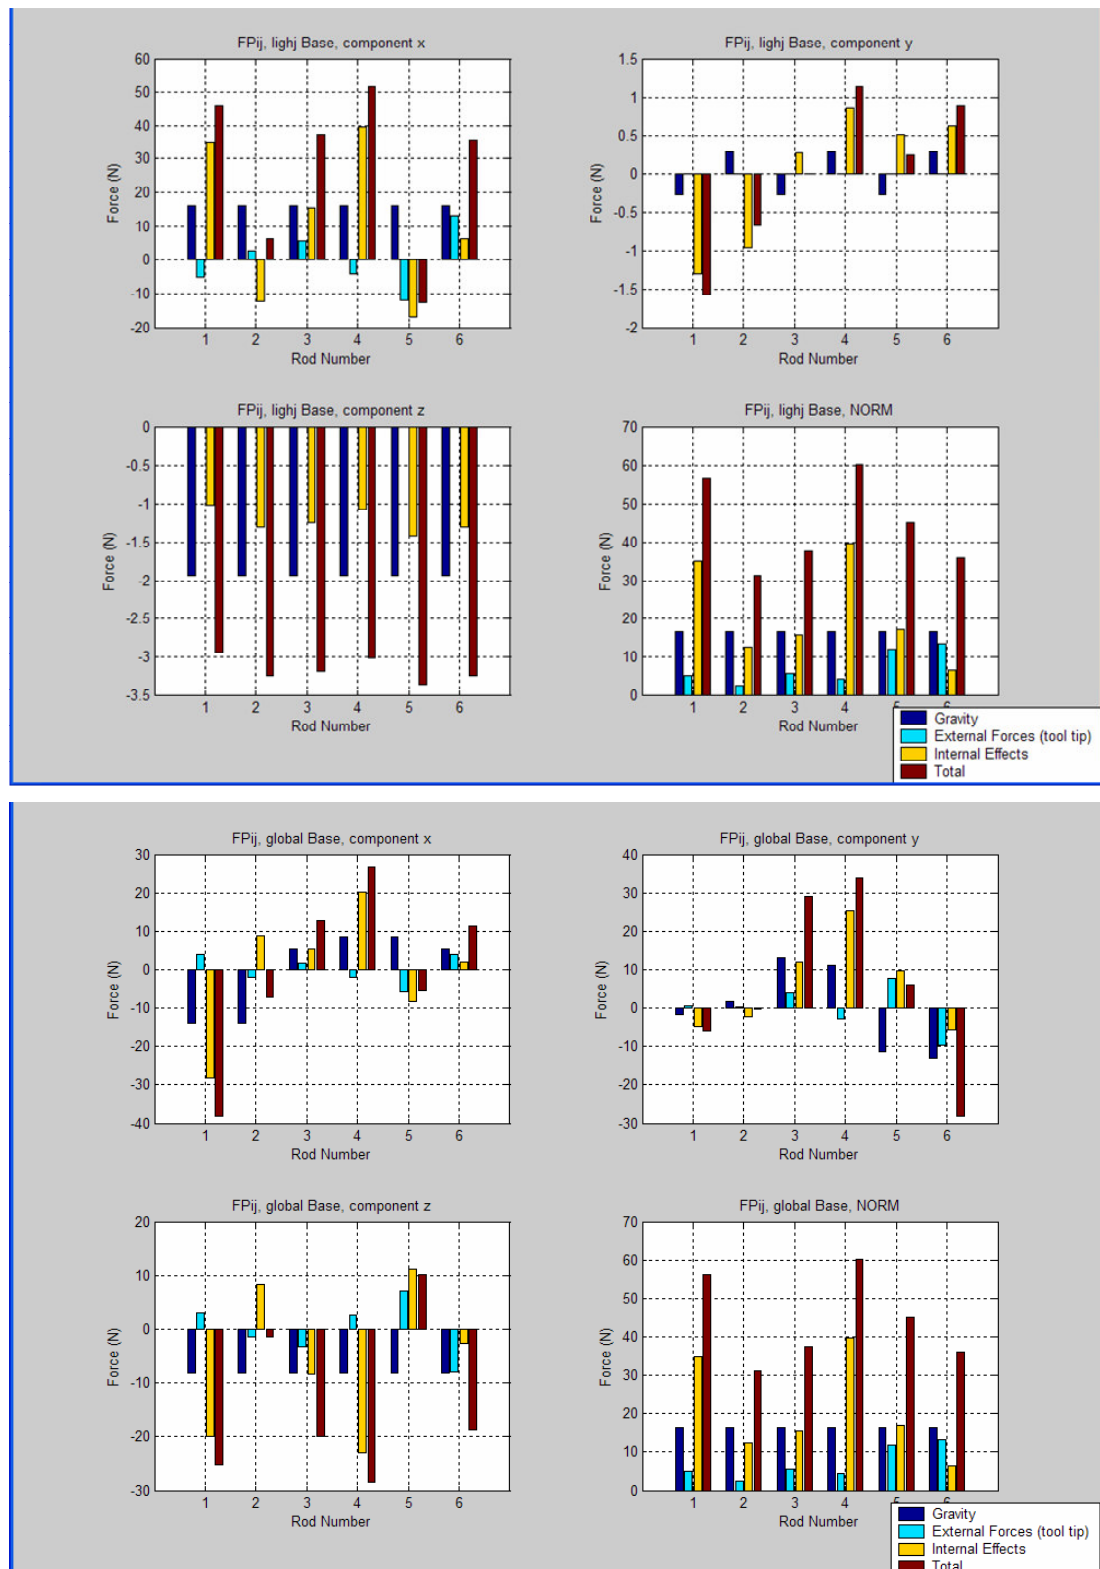 FPij, lighj Base, component x
60
50
40
30
20
10
0
-10
-20
Force (N)
1 2 3 4 5 6
Rod Number
FPij, lighj Base, component y
1.5
1
0.5
0
-0.5
-1
-1.5
-2
Force (N)
1 2 3 4 5 6
Rod Number
FPij, lighj Base, component z
0
-0.5
-1
-1.5
-2
-2.5
-3
-3.5
Force (N)
1 2 3 4 5 6
Rod Number
FPij, lighj Base, NORM
70
60
50
40
30
20
10
0
Force (N)
1 2 3 4 5 6
Rod Number
Gravity
External Forces (tool tip)
Internal Effects
Total
FPij, global Base, component x
30
20
10
0
-10
-20
-30
-40
Force (N)
1 2 3 4 5 6
Rod Number
FPij, global Base, component y
40
30
20
10
0
-10
-20
-30
Force (N)
1 2 3 4 5 6
Rod Number
FPij, global Base, component z
20
10
0
-10
-20
-30
Force (N)
1 2 3 4 5 6
Rod Number
FPij, global Base, NORM
70
60
50
40
30
20
10
0
Force (N)
1 2 3 4 5 6
Rod Number
Gravity
External Forces (tool tip)
Internal Effects
Total